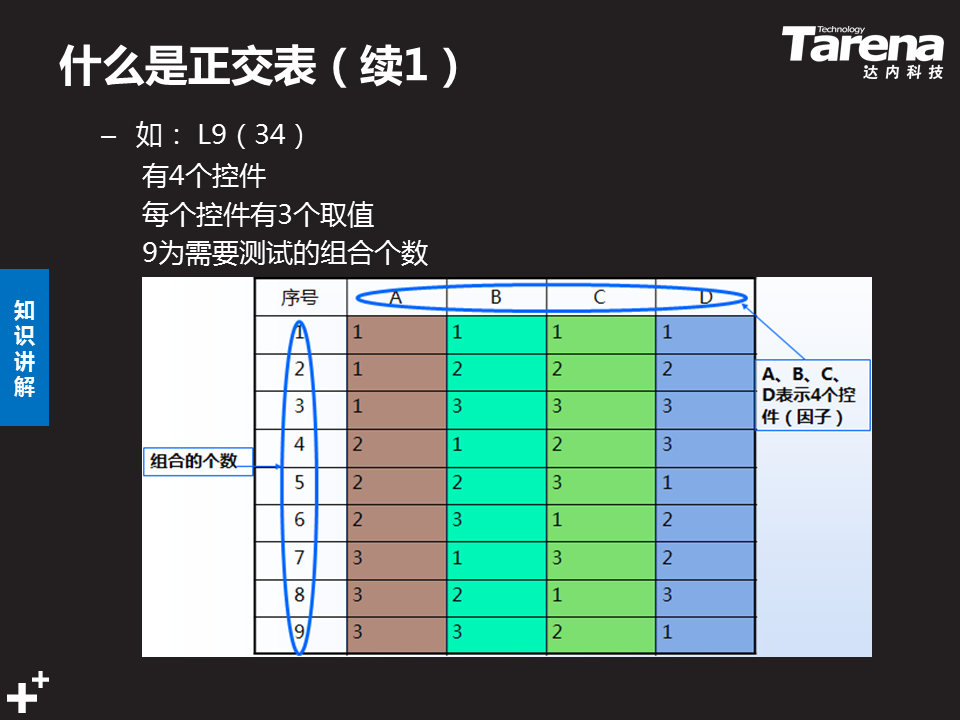 什么是正交表（续1）
Technology
Tarena
达内科技
– 如： L9（34）
有4个控件
每个控件有3个取值
9为需要测试的组合个数
知
识
讲
解
序号 A B C D
1 1 1 1 1
2 1 2 2 2
3 1 3 3 3
4 2 1 2 3
5 2 2 3 1
6 2 3 1 2
7 3 1 3 2
8 3 2 1 3
9 3 3 2 1
组合的个数
A、B、C、
D表示4个控
件（因子）